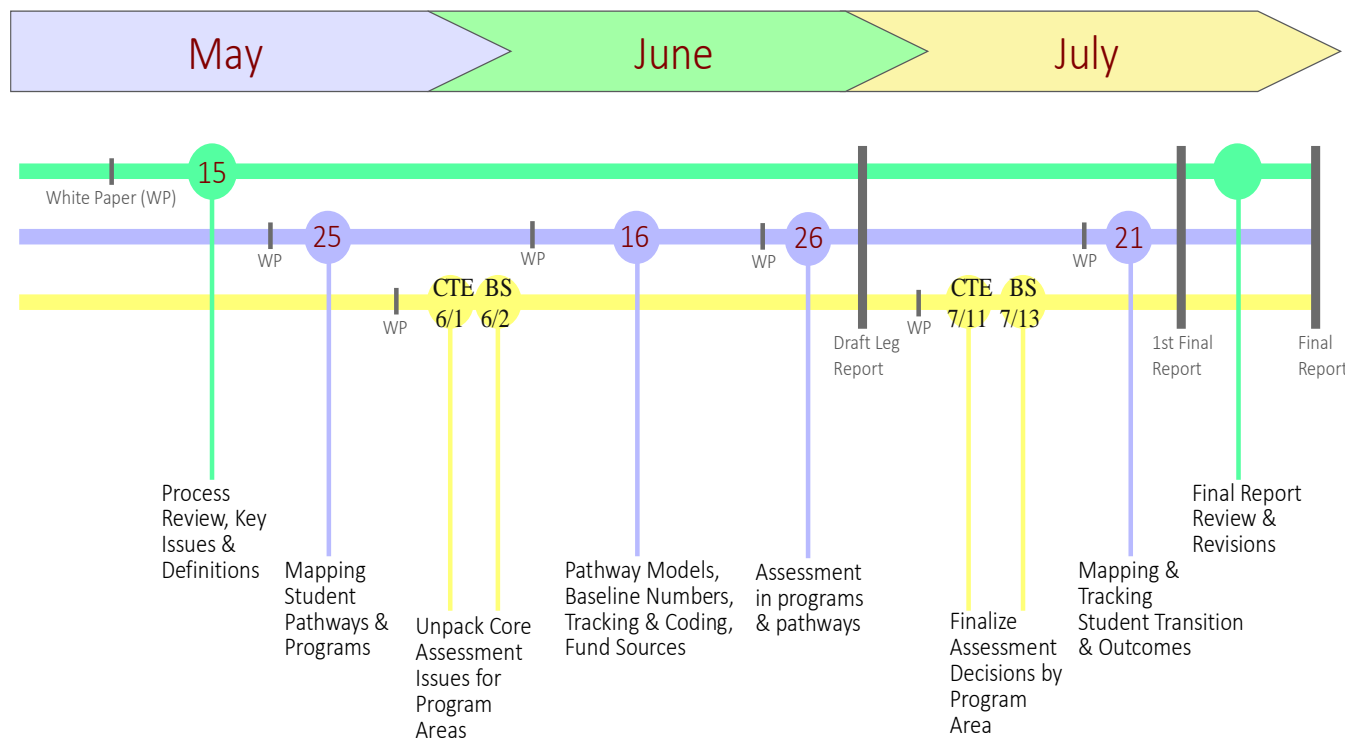 May
June
July
15
White Paper (WP)
25
16
26
21
WP
WP
WP
WP
CTE
6/1
BS
6/2
CTE
7/11
BS
7/13
WP
WP
Draft Leg
Report
1st Final
Report
Final
Report
Process
Review, Key
Issues &
Definitions
Final Report
Review &
Revisions
Mapping
Student
Pathways &
Programs
Pathway Models,
Baseline Numbers,
Tracking & Coding,
Fund Sources
Assessment
in programs
& pathways
Mapping &
Tracking
Student Transition
& Outcomes
Unpack Core
Assessment
Issues for
Program
Areas
Finalize
Assessment
Decisions by
Program
Area